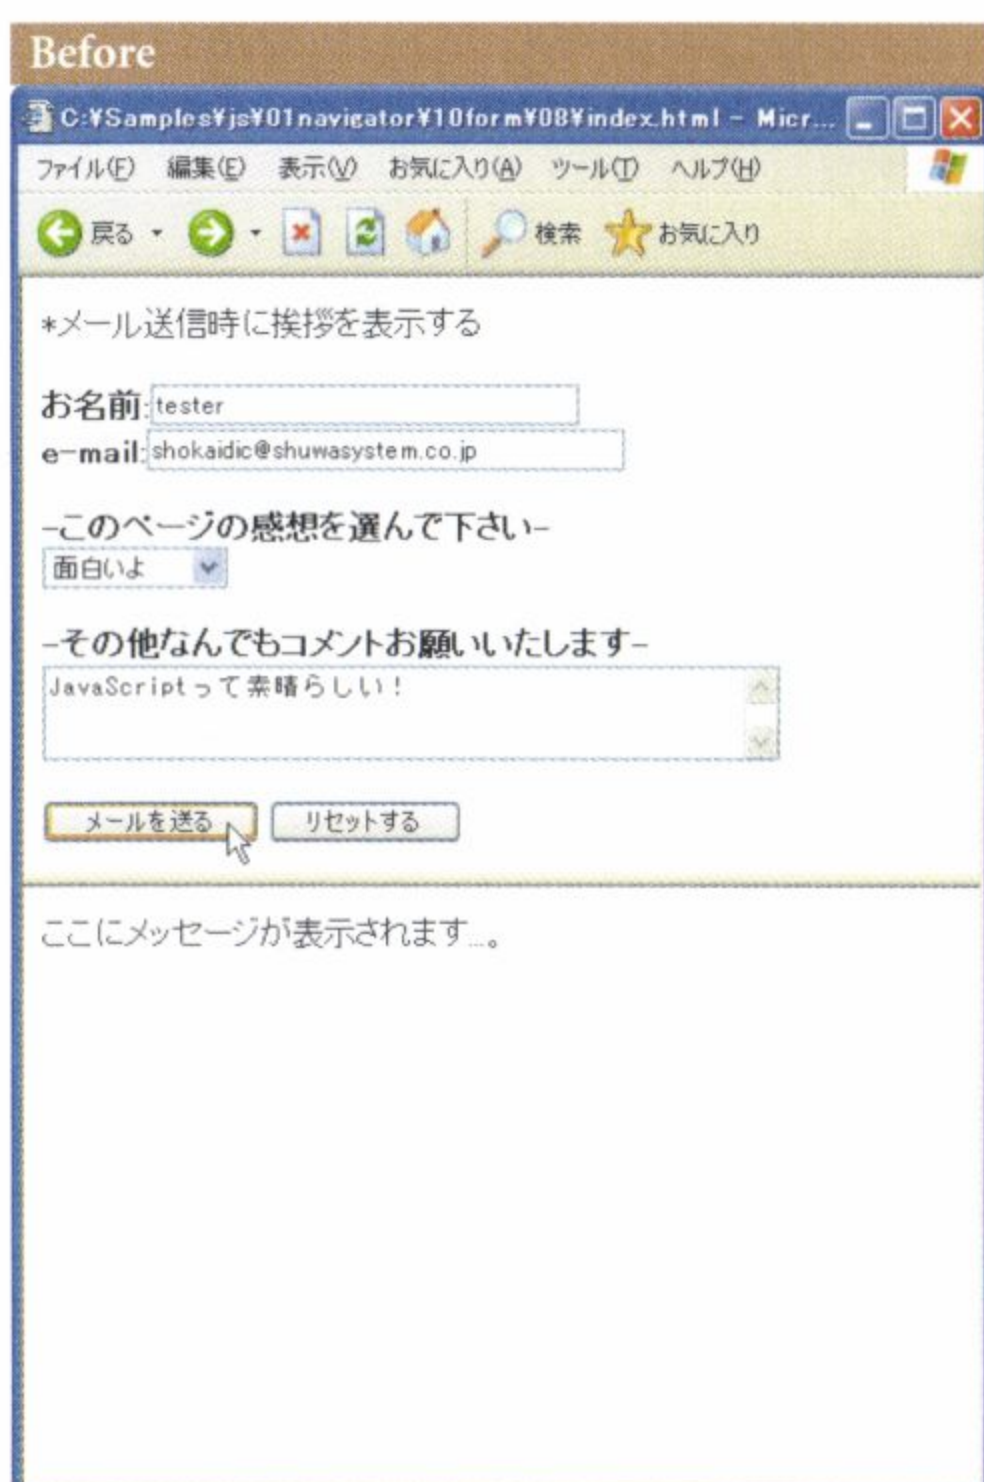 Before
C:¥Samples¥js¥01navigator¥10form¥08¥index.html - Micr...
ファイル(F) 編集(E) 表示(V) お気に入り(A) ツール(T) ヘルプ(H)
戻る 検索 お気に入り
*メール送信時に挨拶を表示する
お名前:tester
e-mail:shokaidic@shuwasystem.co.jp
-このページの感想を選んで下さい-
面白いよ
-その他なんでもコメントお願いいたします-
JavaScriptって素晴らしい!
メールを送る リセットする
ここにメッセージが表示されます...。